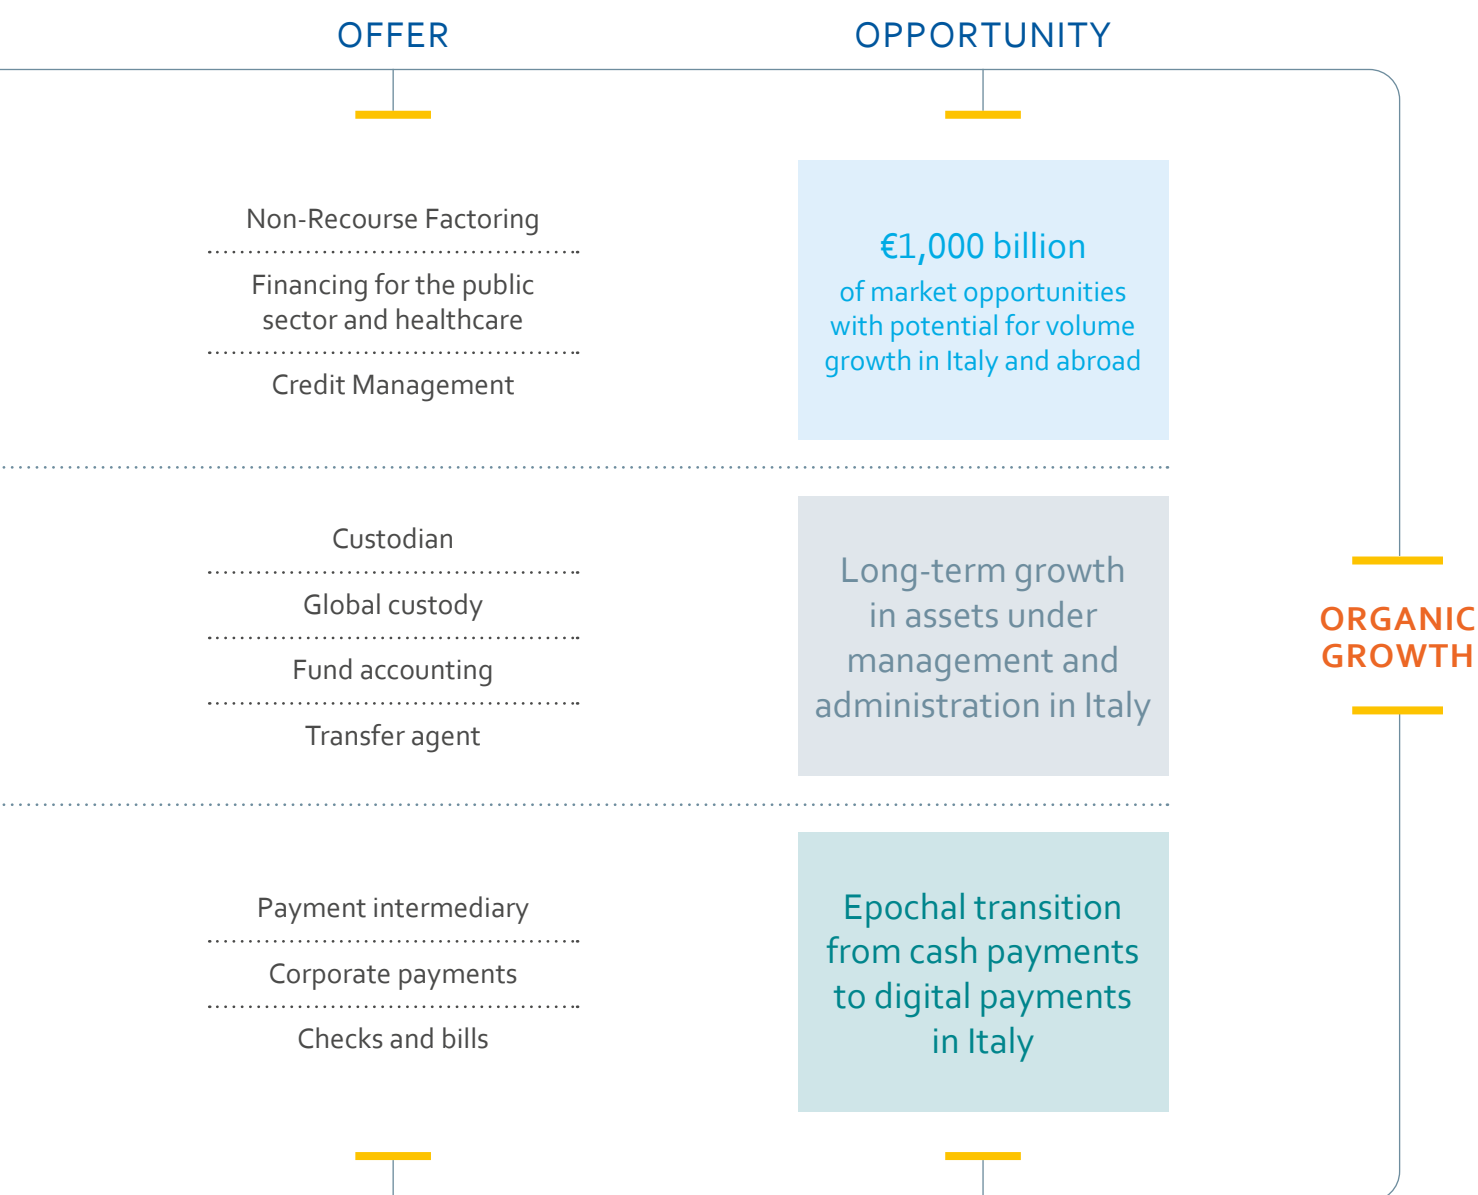 OFFER
OPPORTUNITY
Non-Recourse Factoring
Financing for the public
sector and healthcare
Credit Management
€1,000 billion
of market opportunities
with potential for volume
growth in Italy and abroad
Custodian
Global custody
Fund accounting
Transfer agent
Long-term growth
in assets under
management and
administration in Italy
Payment intermediary
Corporate payments
Checks and bills
Epochal transition
from cash payments
to digital payments
in Italy
ORGANIC
GROWTH